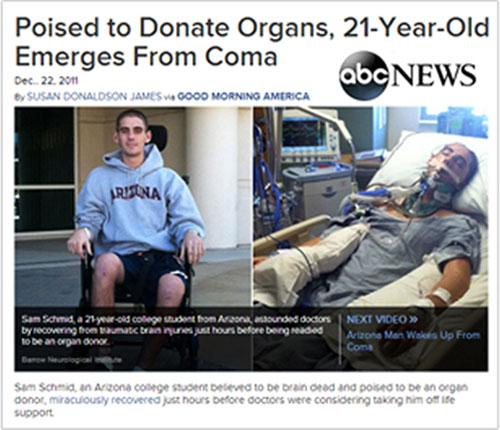 Poised to Donate Organs, 21-Year-Old
Emerges From Coma
Dec.. 22, 2011
abc NEWS
By SUSAN DONALDSON JAMES via GOOD MORNING AMERICA
ARIZONA
Sam Schmid, a 21-year-old college student from Arizona, astounded doctors
by recovering from traumatic brain injuries just hours before being readied
to be an organ donor.
Barrow Neurological Institute
NEXT VIDEO »
Arizona Man Wakes Up From
Coma
Sam Schmid, an Arizona college student believed to be brain dead and poised to be an organ
donor, miraculously recovered just hours before doctors were considering taking him off life
support.